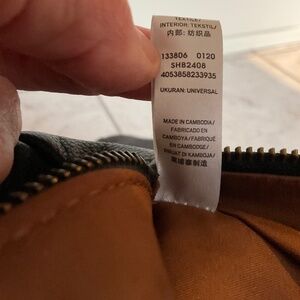 TEXTILE/
INTERIOR: TEKSTIL/
内部: 纺织品
133806 0120
SHB2408
4053858233935
UKURAN: UNIVERSAL
MADE IN CAMBODIA/
FABRICADO EN
CAMBOYA/FABRIQUÉ
EN CAMBODGE/
DIBUAT DI KAMBOJA/
柬埔寨制造